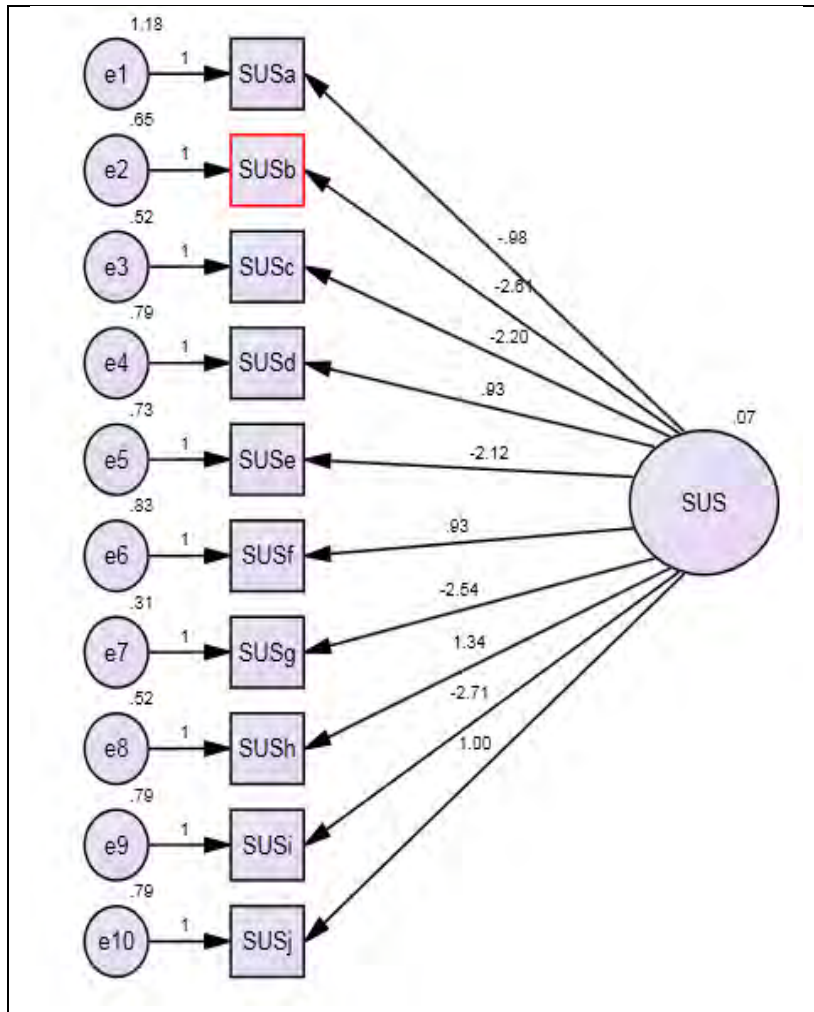 1.18
e1 1 SUSa
.65
e2 1 SUSb
.52
e3 1 SUSc
.79
e4 1 SUSd
.73
e5 1 SUSe
.83
e6 1 SUSf
.31
e7 1 SUSg
.52
e8 1 SUSh
.79
e9 1 SUSi
.79
e10 1 SUSj
-.98
-2.61
-2.20
.93
-2.12
.93
-2.54
1.34
-2.71
1.00
.07
SUS